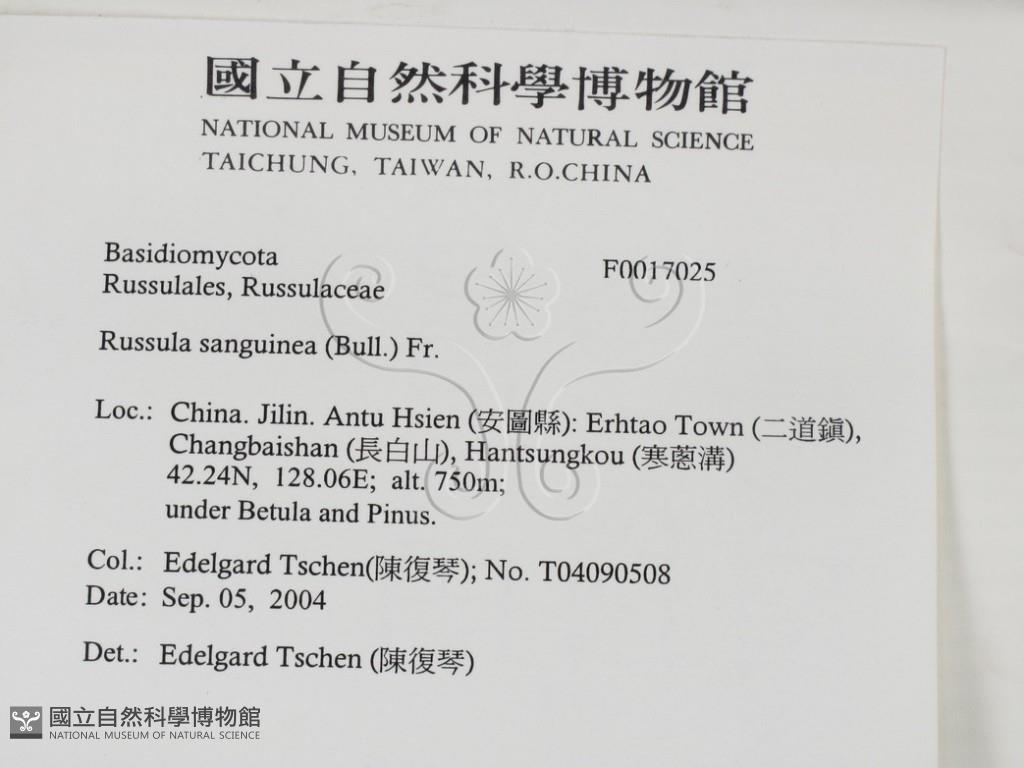 國立自然科學博物館
NATIONAL MUSEUM OF NATURAL SCIENCE
TAICHUNG, TAIWAN, R.O.CHINA
Basidiomycota F0017025
Russulales, Russulaceae
Russula sanguinea (Bull.) Fr.
Loc.: China. Jilin. Antu Hsien (安圖縣): Erhtao Town (二道鎮),
Changbaishan (長白山), Hantsungkou (寒蔥溝)
42.24N, 128.06E; alt. 750m;
under Betula and Pinus.
Col.: Edelgard Tschen(陳復琴); No. T04090508
Date: Sep. 05, 2004
Det.: Edelgard Tschen (陳復琴)
國立自然科學博物館
NATIONAL MUSEUM OF NATURAL SCIENCE